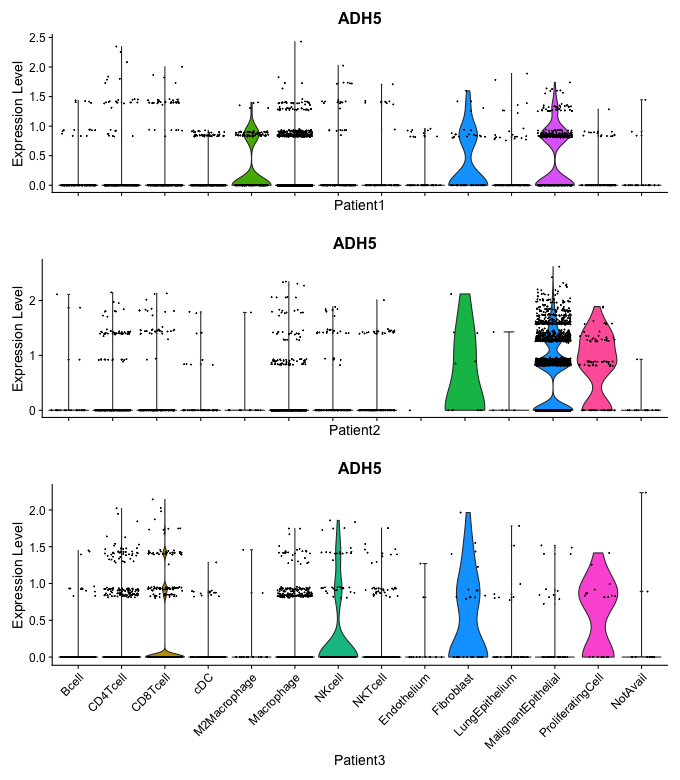 ADH5
Expression Level
2.5
2.0
1.5
1.0
0.5
0.0
Patient1
ADH5
Expression Level
2
1
0
Patient2
ADH5
Expression Level
2.0
1.5
1.0
0.5
0.0
Bcell
CD4Tcell
CD8Tcell
cDC
M2Macrophage
Macrophage
NKcell
NKTcell
Endothelium
Fibroblast
LungEpithelium
MalignantEpithelial
ProliferatingCell
NotAvail
Patient3